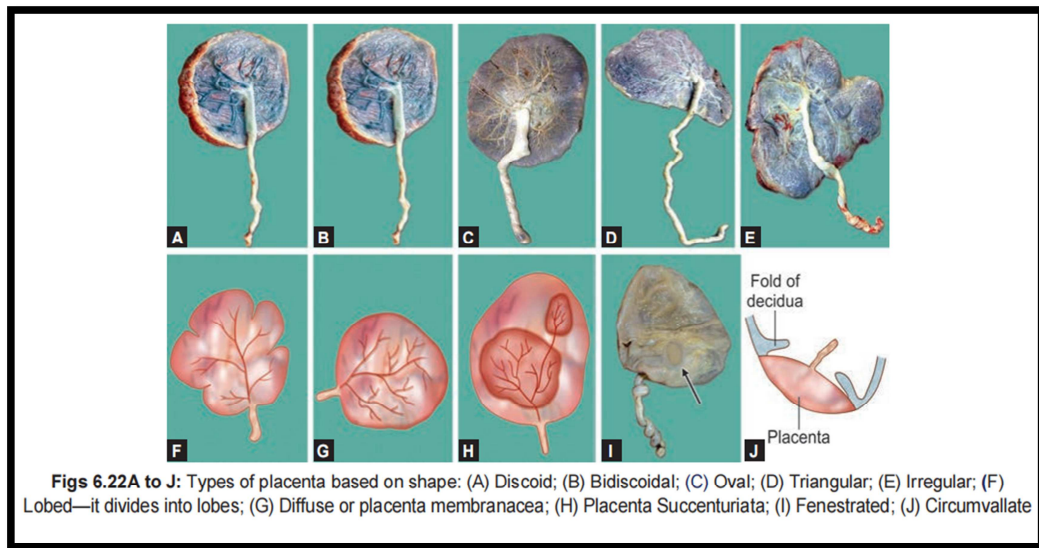 A
B
C
D
E
Fold of
decidua
Placenta
F
G
H
I
J
Figs 6.22A to J: Types of placenta based on shape: (A) Discoid; (B) Bidiscoidal; (C) Oval; (D) Triangular; (E) Irregular; (F)
Lobed—it divides into lobes; (G) Diffuse or placenta membranacea; (H) Placenta Succenturiata; (I) Fenestrated; (J) Circumvallate